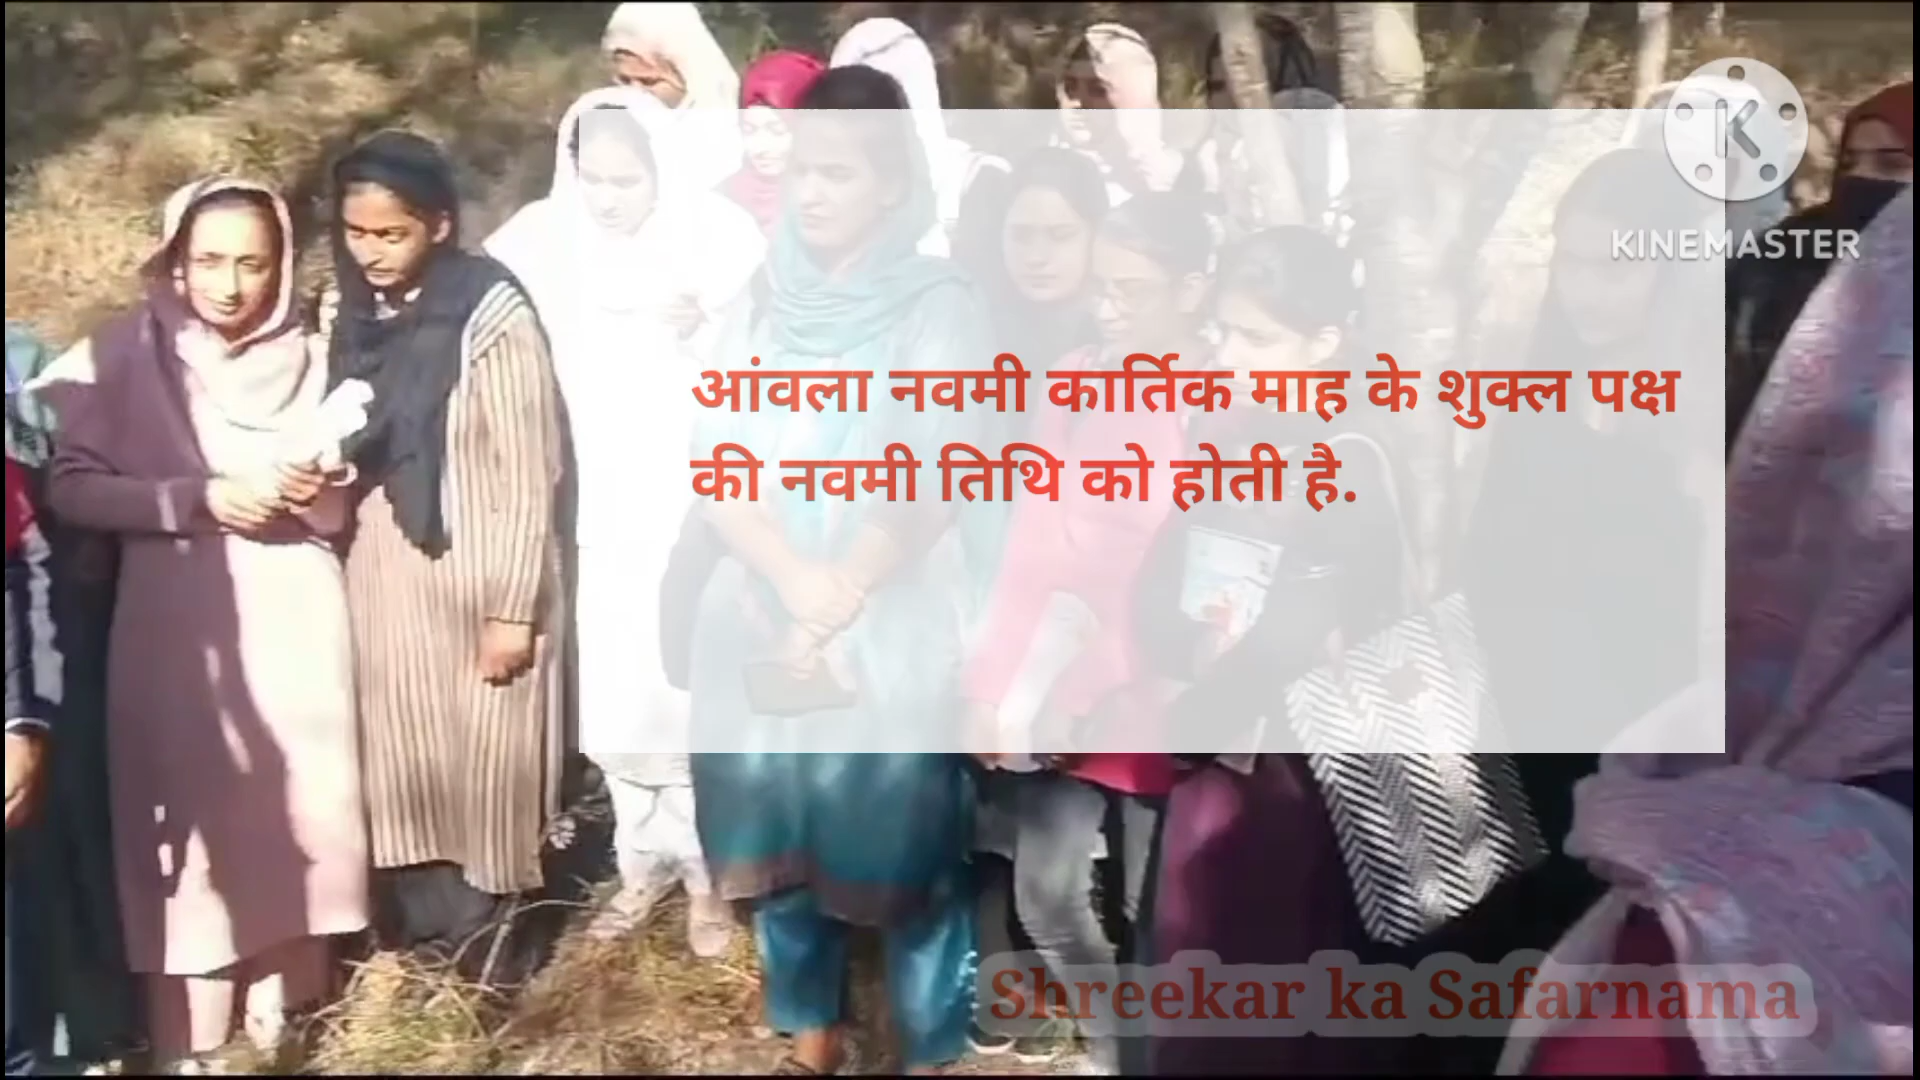 K
KINEMASTER
आंवला नवमी कार्तिक माह के शुक्ल पक्ष
की नवमी तिथि को होती है.
Shreekar ka Safarnama